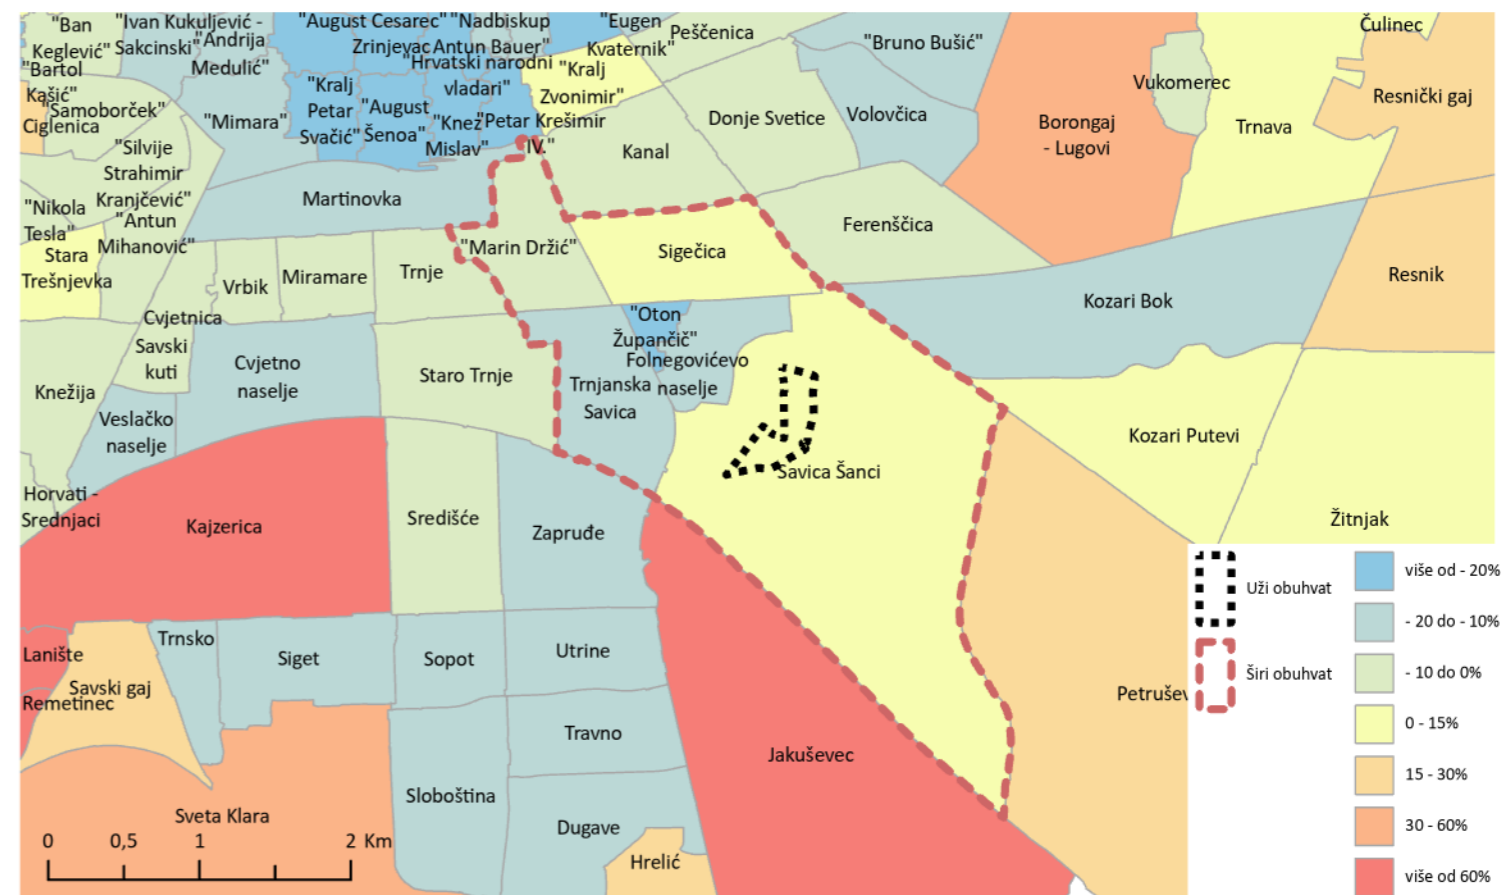 "Ban
Keglević"
"Bartol
Kašić"
"Samoborček"
Ciglenica
"Ivan Kukuljević -
Sakcinski"
"Andrija
Medulić"
"August Cesarec"
"Nadbiskup
Antun Bauer"
Zrinjevac
"Hrvatski narodni
vladari"
"Eugen
Kvaternik"
Peščenica
"Bruno Bušić"
Čulinec
"Kralj
Petar
Svačić"
"August
Šenoa"
"Knez
Mislav"
"Petar Krešimir
IV."
"Kralj
Zvonimir"
"Mimara"
Vukomerec
Resnički gaj
Donje Svetice
Volovčica
Borongaj
- Lugovi
Trnava
"Silvije
Strahimir
Kranjčević"
Kanal
Martinovka
"Nikola
Tesla"
"Antun
Mihanović"
Stara
Trešnjevka
Ferenščica
"Marin Držić"
Sigečica
Trnje
Miramare
Vrbik
Resnik
Kozari Bok
Cvjetnica
"Oton
Župančič"
Savski
kuti
Folnegovićevo
naselje
Cvjetno
naselje
Staro Trnje
Trnjanska
Savica
Knežija
Veslačko
naselje
Kozari Putevi
Savica Šanci
Horvati -
Srednjaci
Kajzerica
Središće
Zapruđe
Žitnjak
Trnsko
Siget
Sopot
Utrine
Lanište
Savski gaj
Remetinec
Petrušev
Travno
Jakuševec
Sloboština
Sveta Klara
Dugave
Hrelić
0 0,5 1 2 Km
Uži obuhvat
Širi obuhvat
više od - 20%
- 20 do - 10%
- 10 do 0%
0 - 15%
15 - 30%
30 - 60%
više od 60%